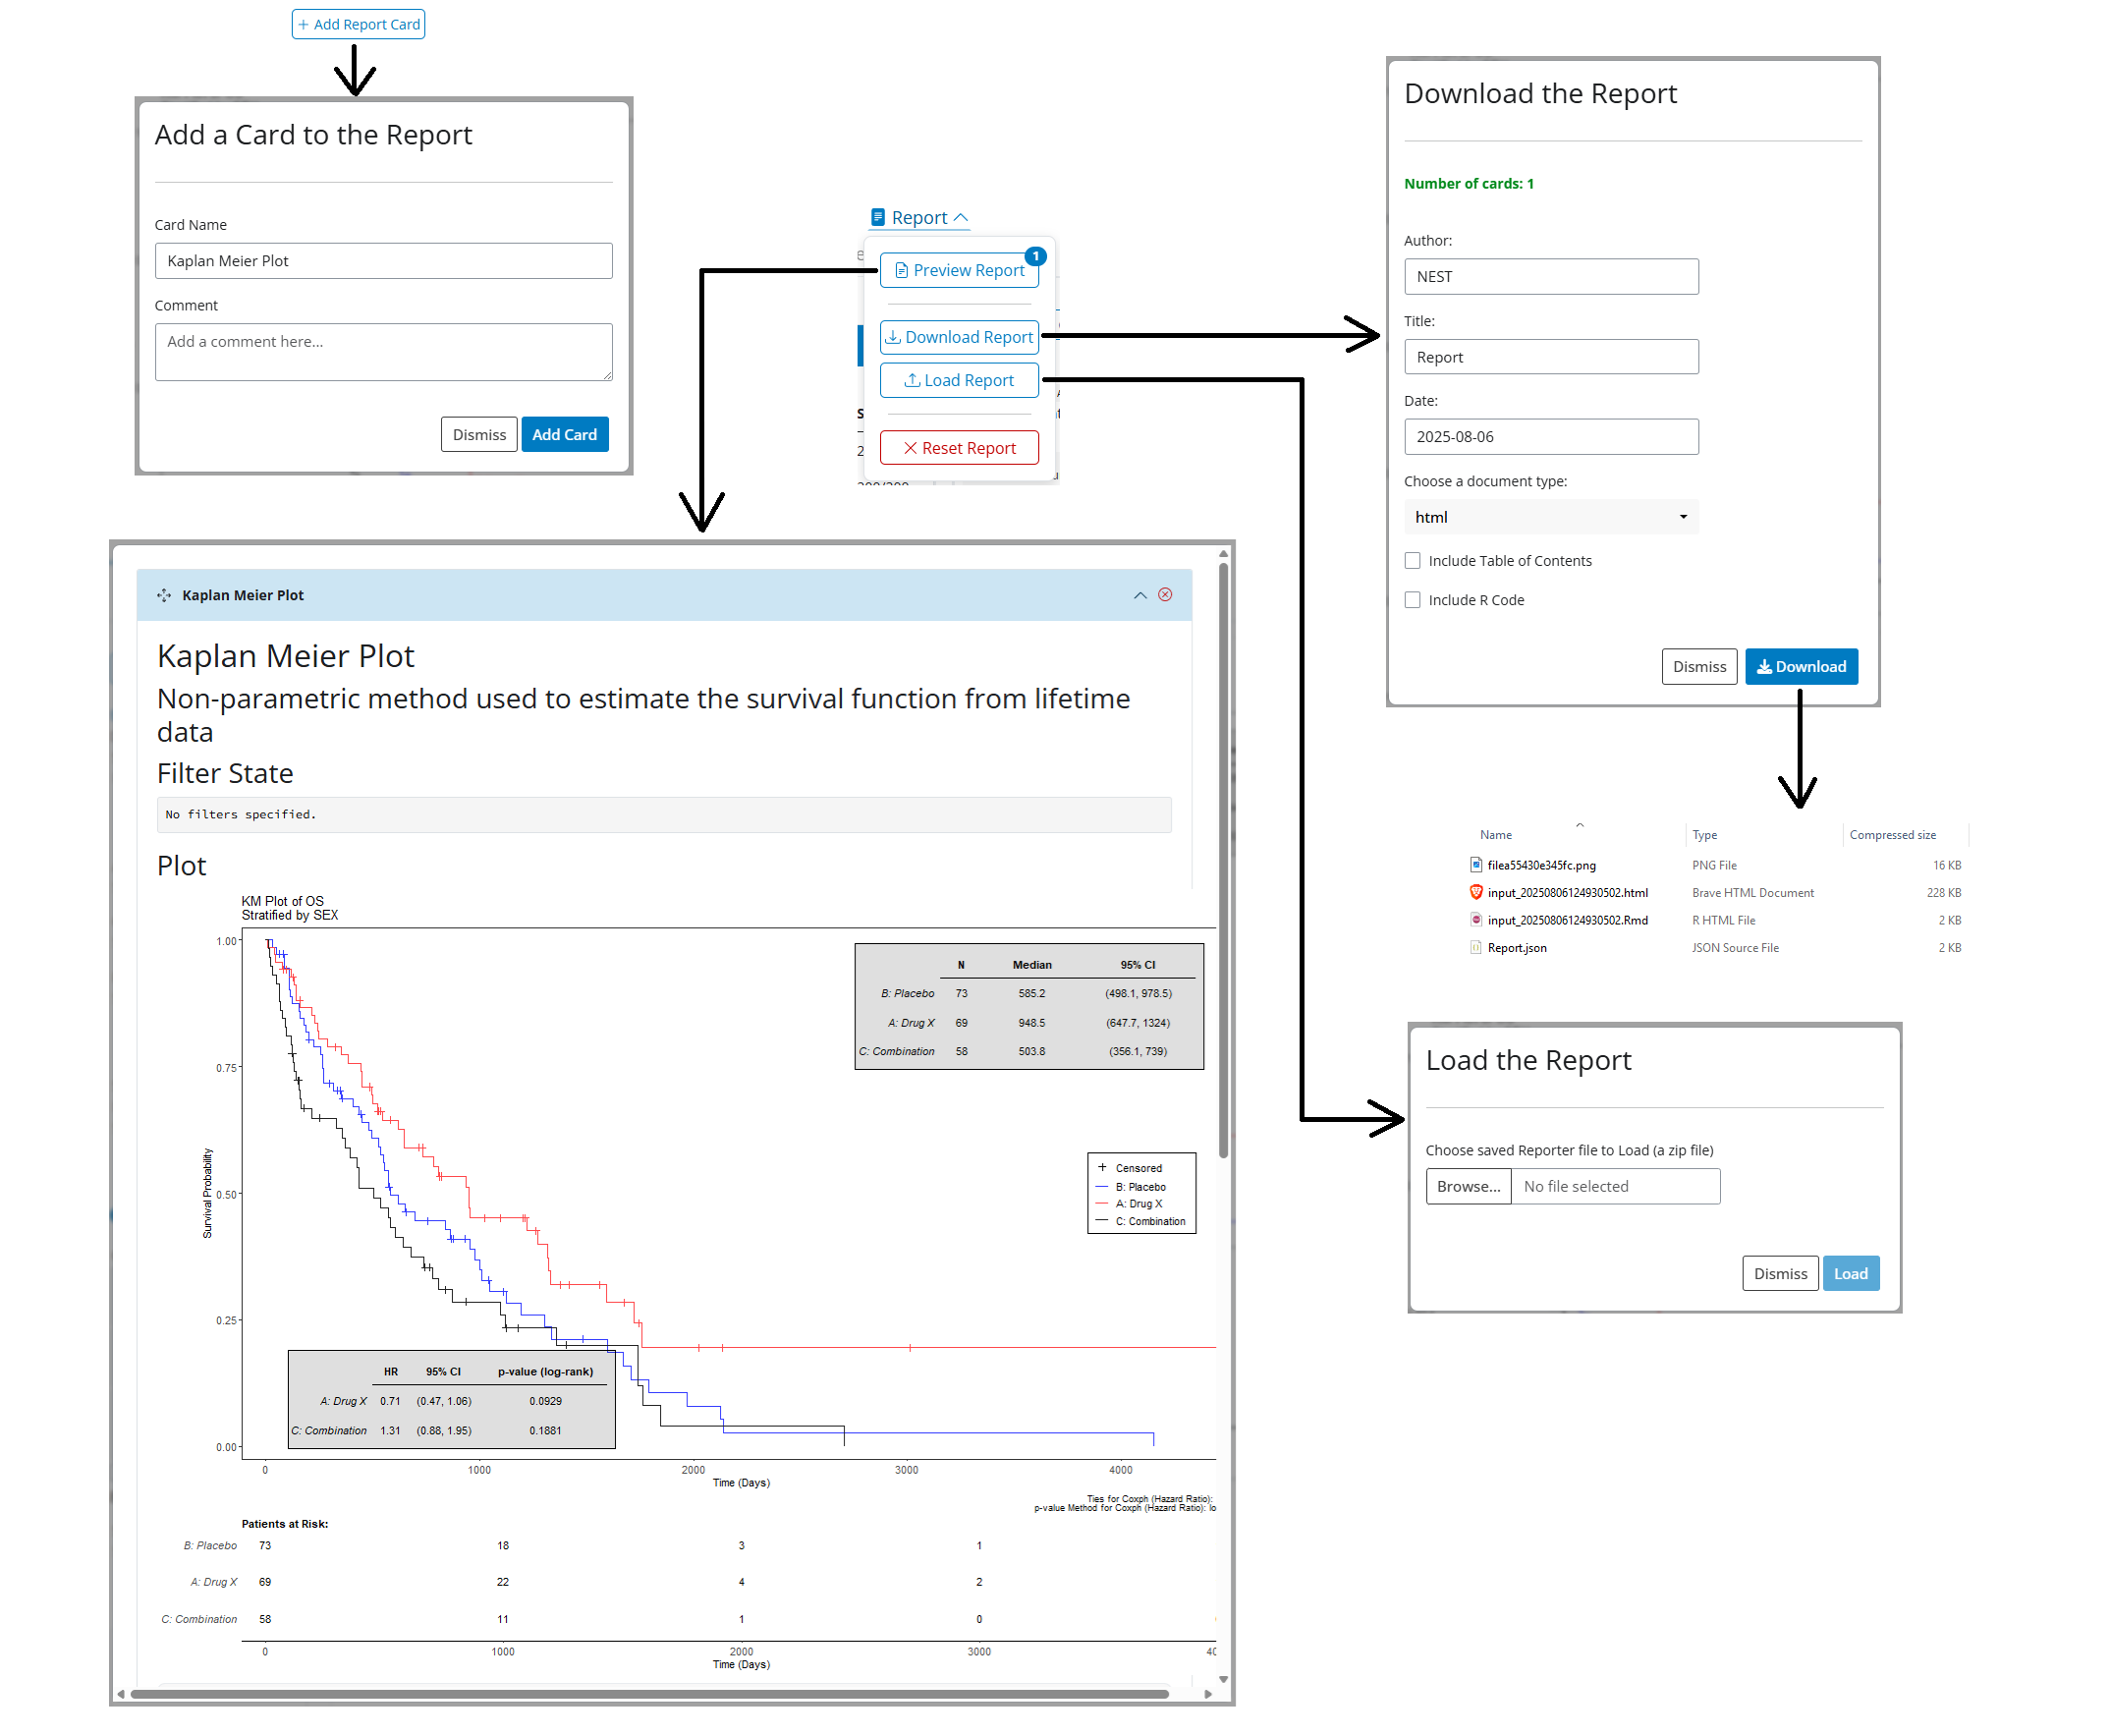 + Add Report Card
Add a Card to the Report
Card Name
Kaplan Meier Plot
Comment
Add a comment here...
Dismiss Add Card
Report
1
Preview Report
Download Report
Load Report
Reset Report
Download the Report
Number of cards: 1
Author:
NEST
Title:
Report
Date:
2025-08-06
Choose a document type:
html
Include Table of Contents
Include R Code
Dismiss Download
Name Type Compressed size
filea55430e345fc.png PNG File 16 KB
input_20250806124930502.html Brave HTML Document 228 KB
input_20250806124930502.Rmd R HTML File 2 KB
Report.json JSON Source File 2 KB
Load the Report
Choose saved Reporter file to Load (a zip file)
Browse... No file selected
Dismiss Load
Kaplan Meier Plot
Kaplan Meier Plot
Non-parametric method used to estimate the survival function from lifetime
data
Filter State
No filters specified.
Plot
KM Plot of OS
Stratified by SEX
N Median 95% CI
B: Placebo 73 585.2 (498.1, 978.5)
A: Drug X 69 948.5 (647.7, 1324)
C: Combination 58 503.8 (356.1, 739)
Censored
B: Placebo
A: Drug X
C: Combination
Survival Probability
1.00
0.75
0.50
0.25
0.00
HR 95% CI p-value (log-rank)
A: Drug X 0.71 (0.47, 1.06) 0.0929
C: Combination 1.31 (0.88, 1.95) 0.1881
0 1000 2000 3000 4000
Time (Days)
Ties for Coxph (Hazard Ratio):
p-value Method for Coxph (Hazard Ratio): lo
Patients at Risk:
B: Placebo 73 18 3 1
A: Drug X 69 22 4 2
C: Combination 58 11 1 0
0 1000 2000 3000 40
Time (Days)